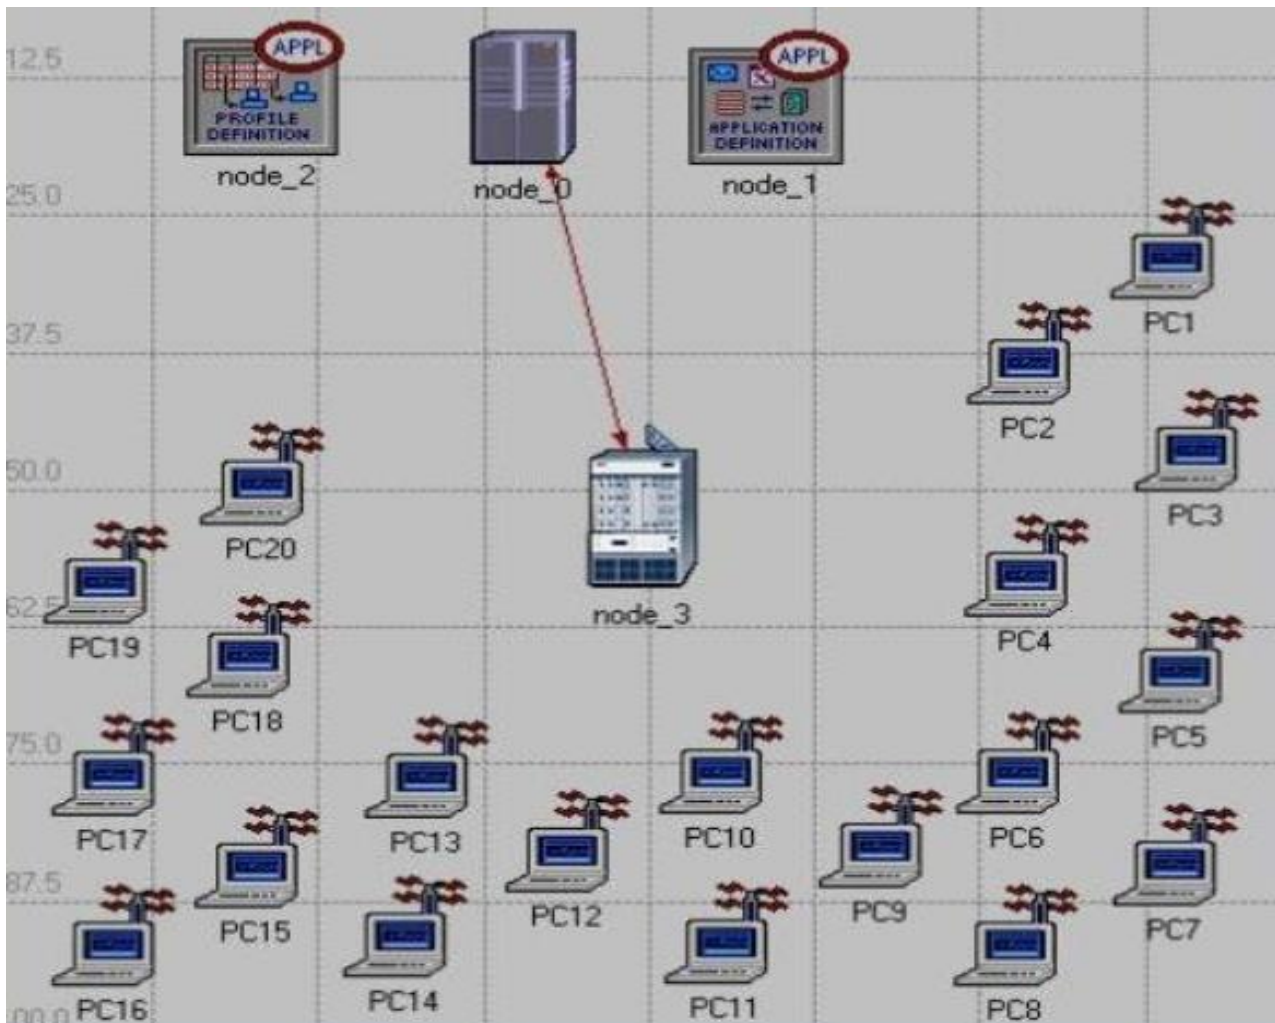 APPL
APPL
12.5
PROFILE
DEFINITION
APPLICATION
DEFINITION
node_2
node_0
node_1
25.0
PC1
37.5
PC2
50.0
PC3
PC20
62.5
node_3
PC19
PC4
PC18
PC5
75.0
PC17
PC13
PC10
PC6
87.5
PC15
PC12
PC9
PC7
PC16
PC14
PC11
PC8
00.0